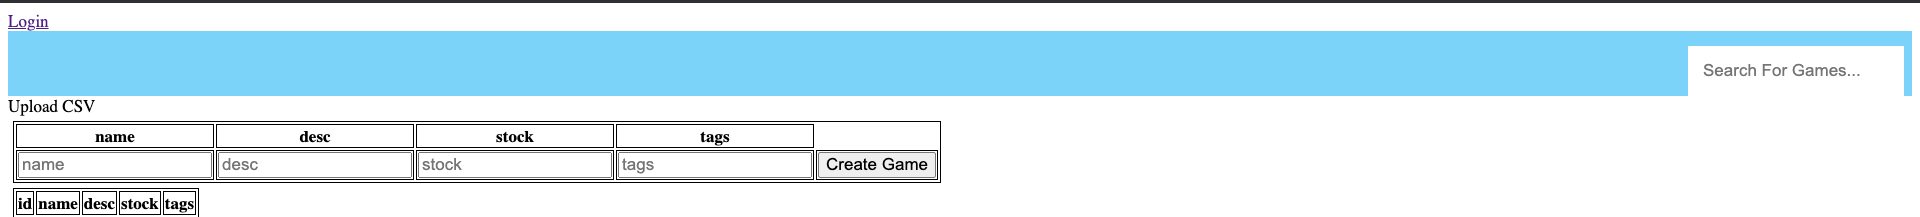 Login
Search For Games...
Upload CSV
name desc stock tags
name desc stock tags Create Game
id name desc stock tags